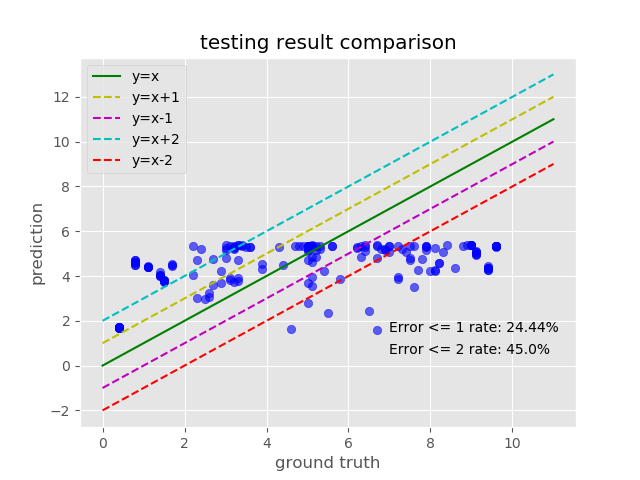 testing result comparison
y=x
y=x+1
y=x-1
y=x+2
y=x-2
12
10
8
6
4
2
0
−2
prediction
Error <= 1 rate: 24.44%
Error <= 2 rate: 45.0%
0 2 4 6 8 10
ground truth